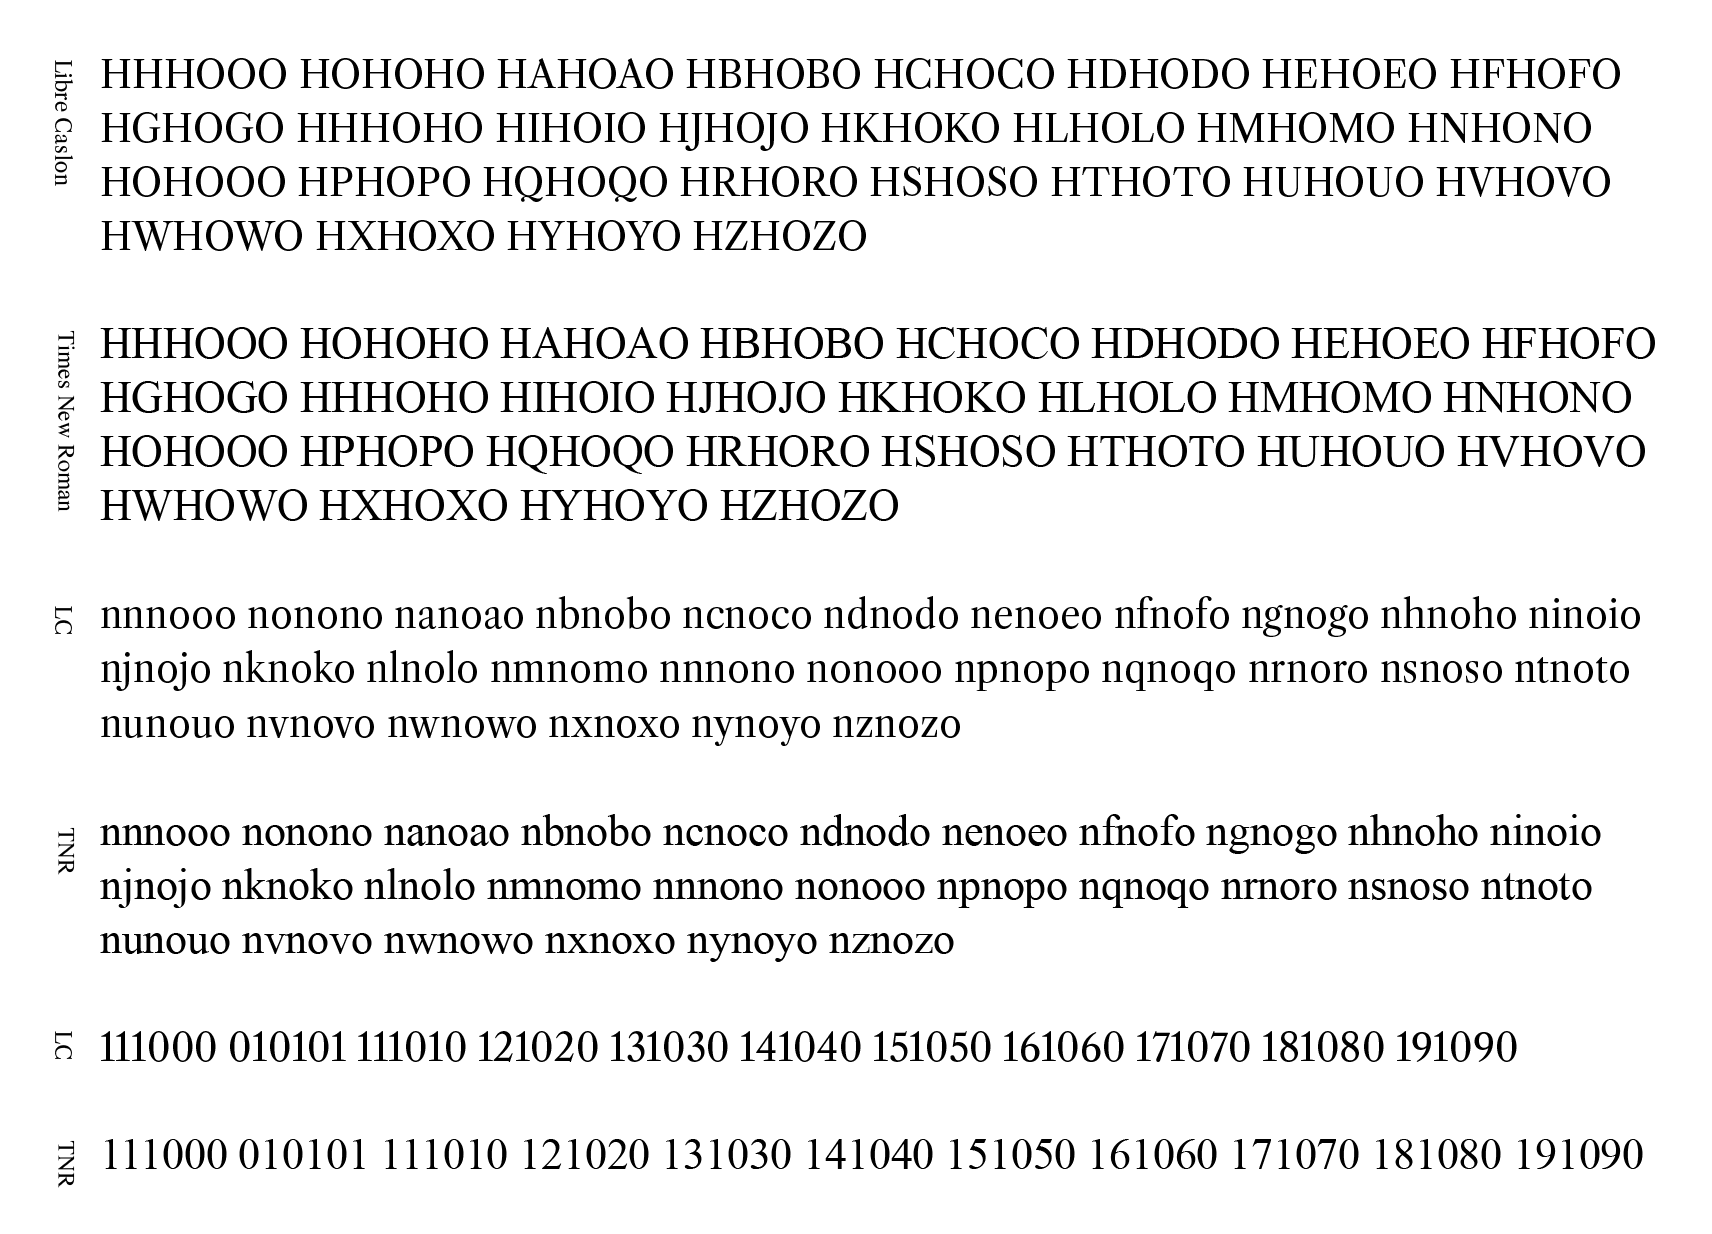 Libre Caslon
HHHOOO HOHOHO HAHOAO HBHOBO HCHOCO HDHODO HEHOEO HFHOFO
HGHOGO HHHOHO HIHOIO HJHOJO HKHOKO HLHOLO HMHOMO HNHONO
HOHOOO HPHOPO HQHOQO HRHORO HSHOSO HTHOTO HUHOUO HVHOVO
HWHOWO HXHOXO HYHOYO HZHOZO
Times New Roman
HHHOOO HOHOHO HAHOAO HBHOBO HCHOCO HDHODO HEHOEO HFHOFO
HGHOGO HHHOHO HIHOIO HJHOJO HKHOKO HLHOLO HMHOMO HNHONO
HOHOOO HPHOPO HQHOQO HRHORO HSHOSO HTHOTO HUHOUO HVHOVO
HWHOWO HXHOXO HYHOYO HZHOZO
LC
nnnooo nonono nanoao nbnobo ncnoco ndnodo nenoeo nfnofo ngnogo nhnoho ninoio
njnojo nknoko nlnolo nmnomo nnnono nonooo npnopo nqnoqo nrnoro nsnoso ntnoto
nunouo nvnovo nwnowo nxnoxo nynoyo nznozo
TNR
nnnooo nonono nanoao nbnobo ncnoco ndnodo nenoeo nfnofo ngnogo nhnoho ninoio
njnojo nknoko nlnolo nmnomo nnnono nonooo npnopo nqnoqo nrnoro nsnoso ntnoto
nunouo nvnovo nwnowo nxnoxo nynoyo nznozo
LC
111000 010101 111010 121020 131030 141040 151050 161060 171070 181080 191090
TNR
111000 010101 111010 121020 131030 141040 151050 161060 171070 181080 191090